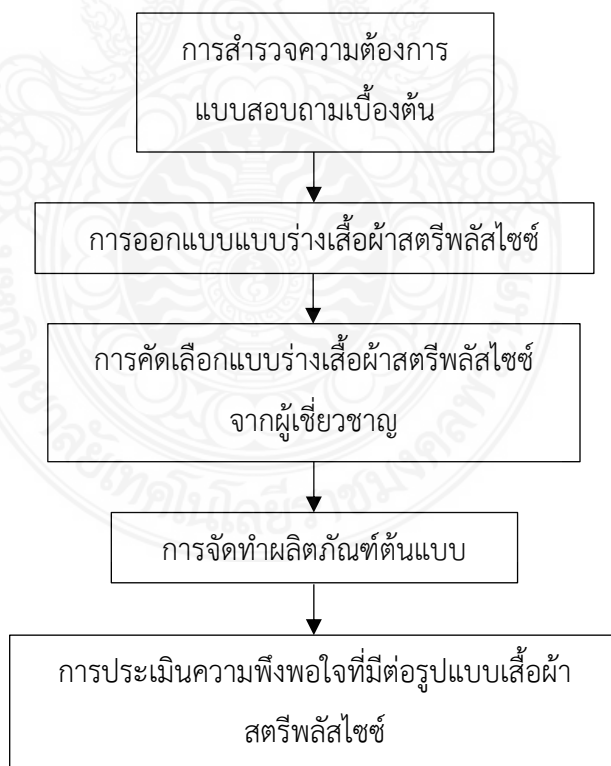 การสำรวจความต้องการ
แบบสอบถามเบื้องต้น
การออกแบบแบบร่างเสื้อผ้าสตรีพลัสไซซ์
การคัดเลือกแบบร่างเสื้อผ้าสตรีพลัสไซซ์
จากผู้เชี่ยวชาญ
การจัดทำผลิตภัณฑ์ต้นแบบ
การประเมินความพึงพอใจที่มีต่อรูปแบบเสื้อผ้า
สตรีพลัสไซซ์